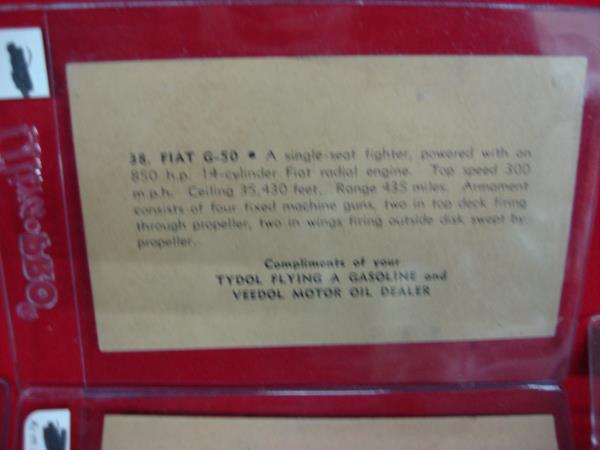 38. FIAT G-50 • A single-seat fighter, powered with an
850 h.p. 14-cylinder Fiat radial engine. Top speed 300
m.p.h. Ceiling 35,430 feet. Range 435 miles. Armament
consists of four fixed machine guns, two in top deck firing
through propeller, two in wings firing outside disk swept by
propeller.
Compliments of your
TYDOL FLYING A GASOLINE and
VEEDOL MOTOR OIL DEALER